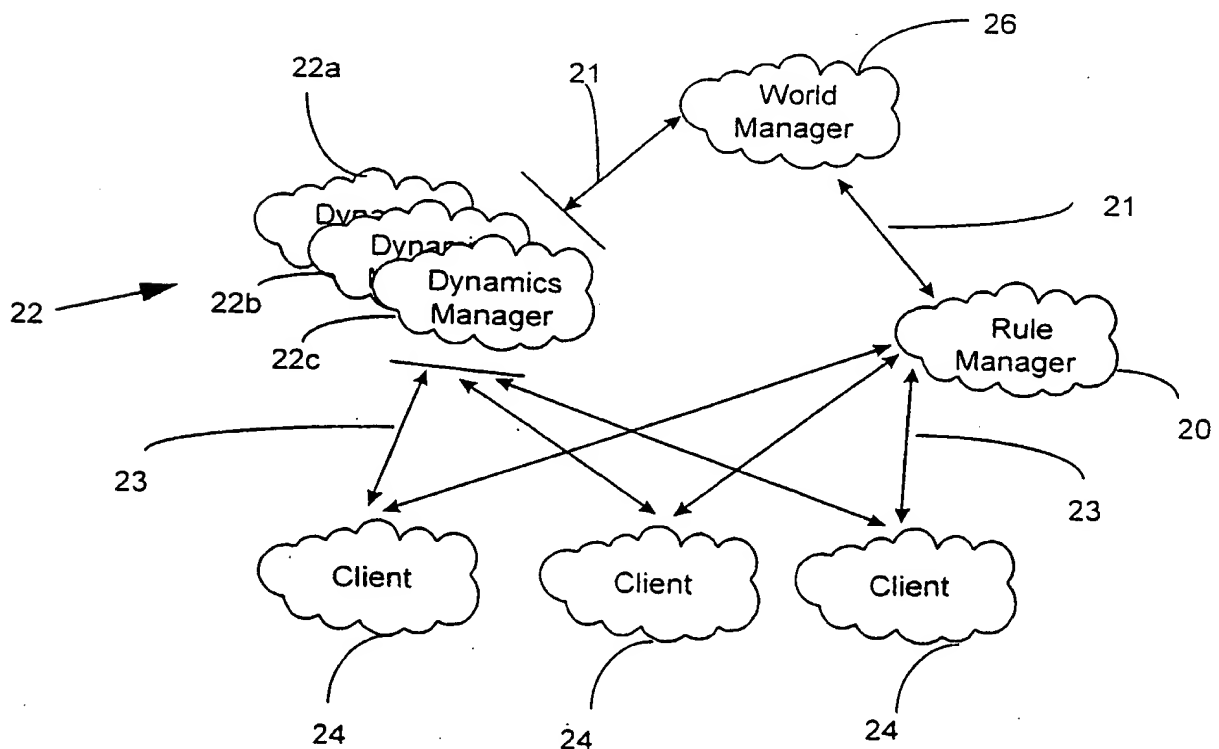 26
22a
21
World
Manager
21
Dynamics
Manager
22b
22
22c
Rule
Manager
20
23
23
Client
Client
Client
24
24
24